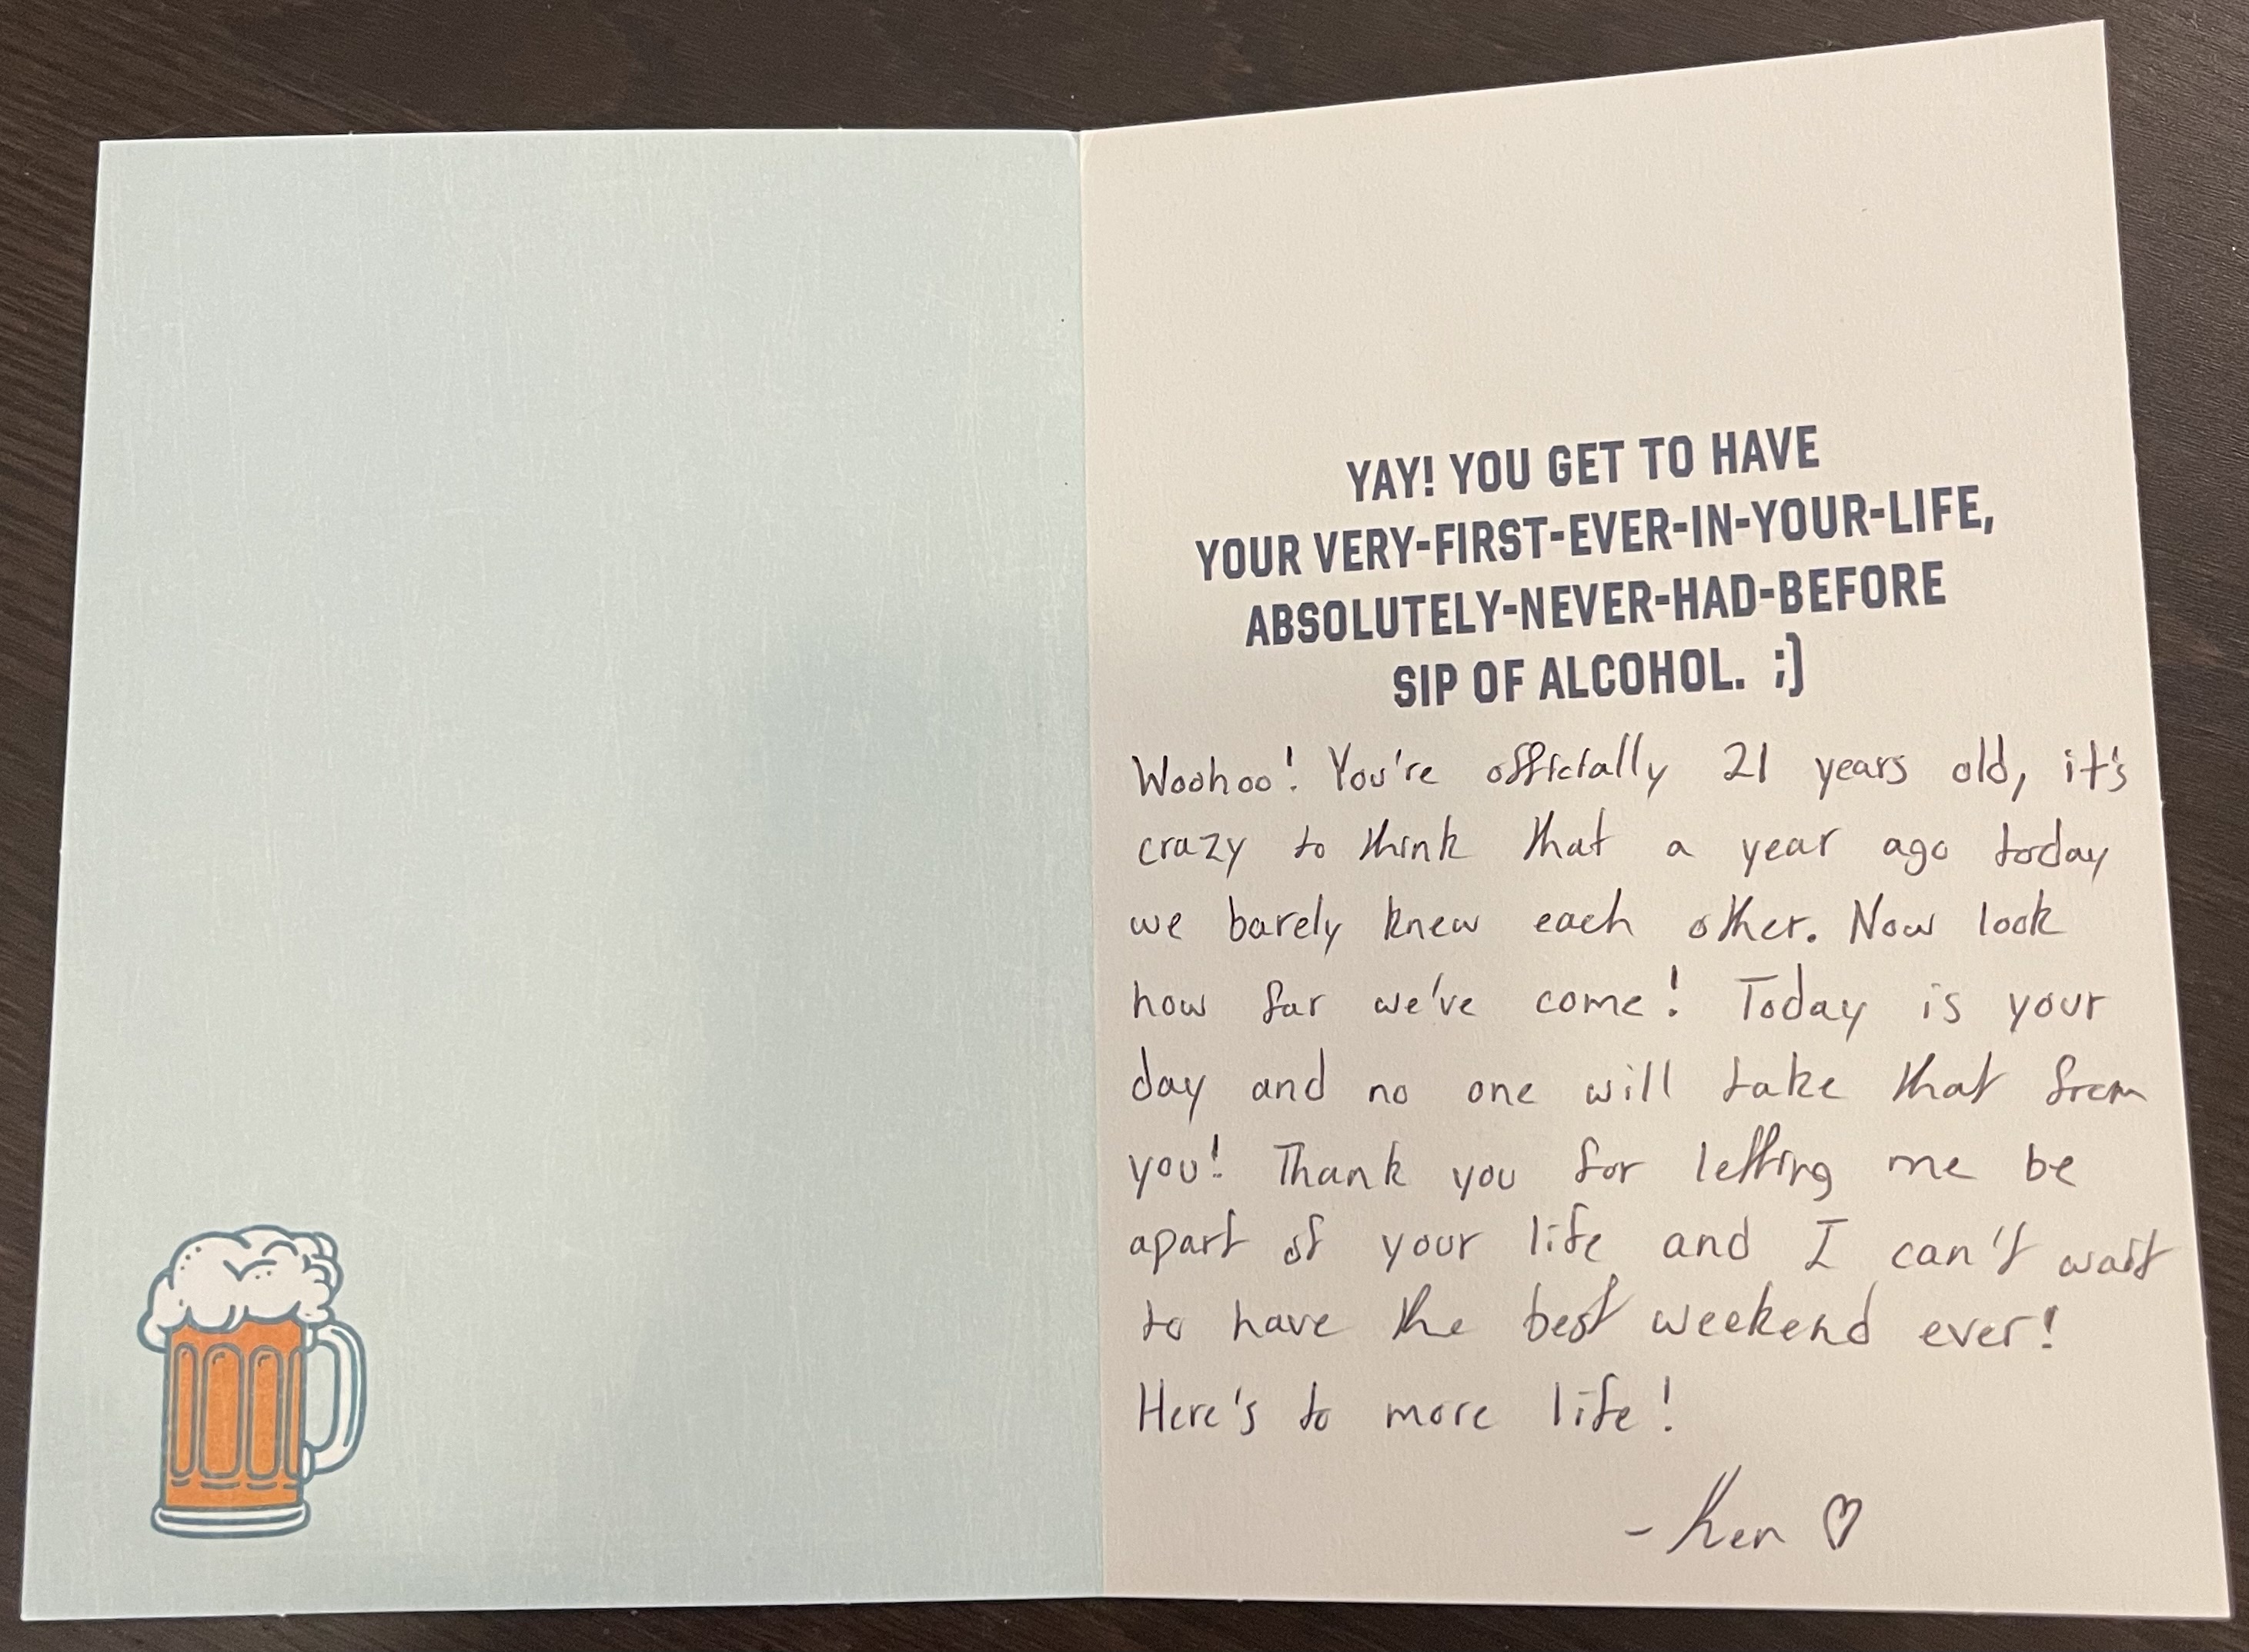 YAY! YOU GET TO HAVE
YOUR VERY-FIRST-EVER-IN-YOUR-LIFE,
ABSOLUTELY-NEVER-HAD-BEFORE
SIP OF ALCOHOL. ;)
Woohoo! You're officially 21 years old, it's
crazy to think that a year ago today
we barely knew each other. Now look
how far we've come! Today is your
day and no one will take that from
you! Thank you for letting me be
apart of your life and I can't wait
to have the best weekend ever!
Here's to more life!
- Ken ♡